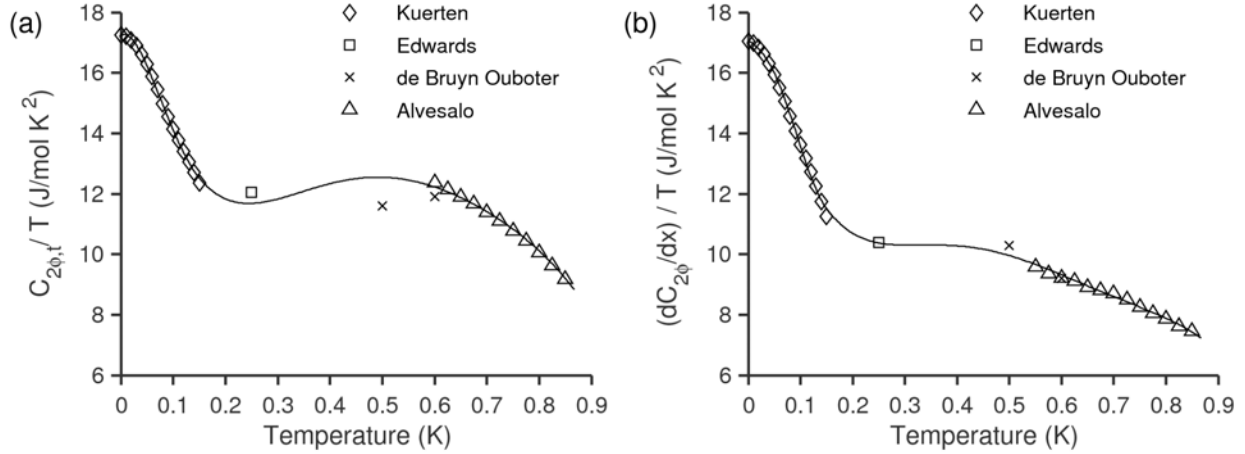 (a)
18
16
14
12
10
8
6
C2ϕ,t / T (J/mol K 2)
0 0.1 0.2 0.3 0.4 0.5 0.6 0.7 0.8 0.9
Temperature (K)
Kuerten
Edwards
de Bruyn Ouboter
Alvesalo
(b)
18
16
14
12
10
8
6
(dC2ϕ/dx) / T (J/mol K 2)
0 0.1 0.2 0.3 0.4 0.5 0.6 0.7 0.8 0.9
Temperature (K)
Kuerten
Edwards
de Bruyn Ouboter
Alvesalo